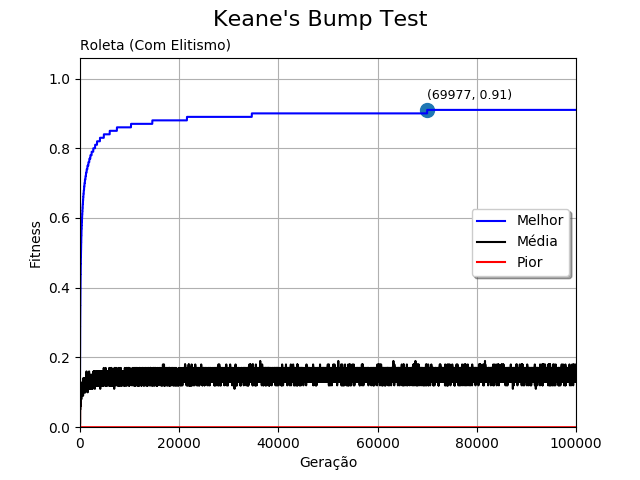 Keane's Bump Test
Roleta (Com Elitismo)
(69977, 0.91)
1.0
0.8
0.6
0.4
0.2
0.0
Fitness
Melhor
Média
Pior
0 20000 40000 60000 80000 100000
Geração